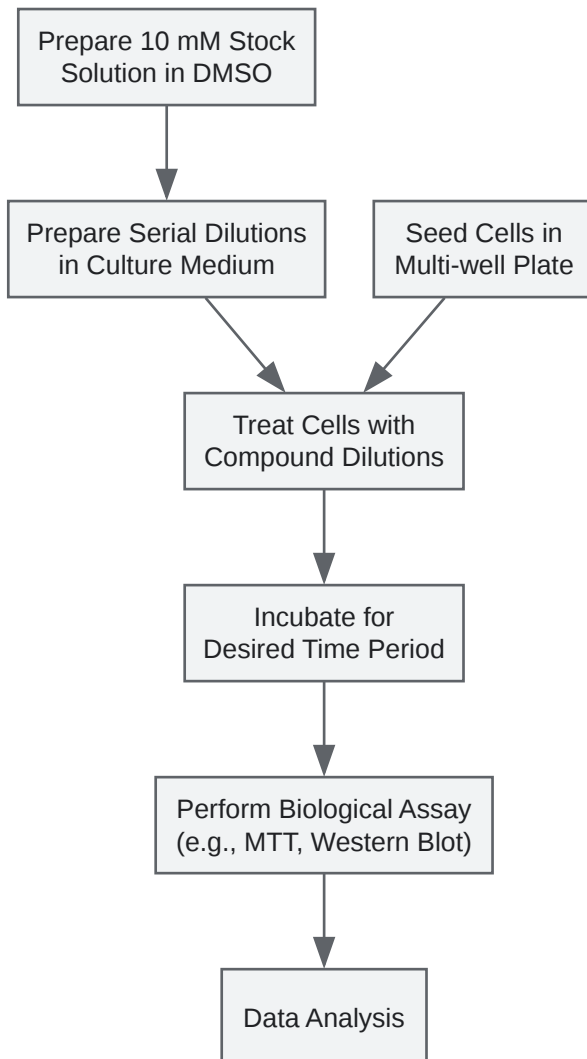 Prepare 10 mM Stock
Solution in DMSO
Prepare Serial Dilutions
in Culture Medium
Seed Cells in
Multi-well Plate
Treat Cells with
Compound Dilutions
Incubate for
Desired Time Period
Perform Biological Assay
(e.g., MTT, Western Blot)
Data Analysis